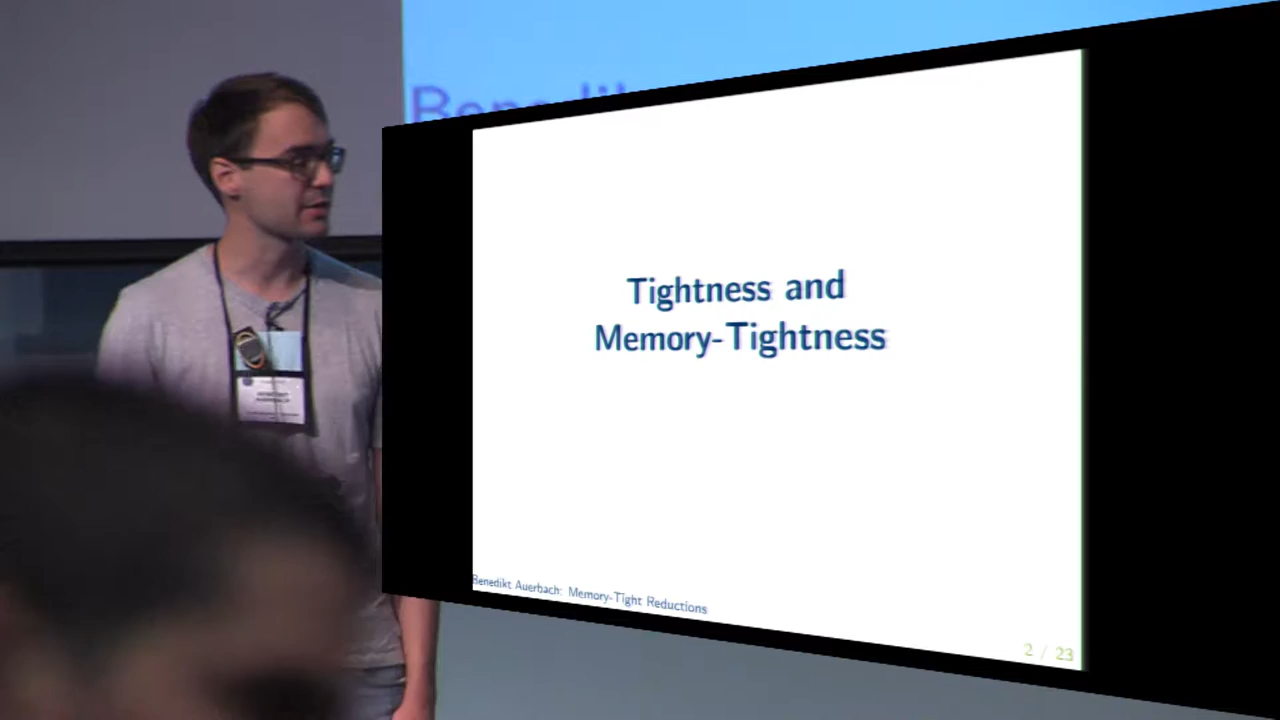 Tightness and
Memory-Tightness
Benedikt Auerbach: Memory-Tight Reductions
2 / 23